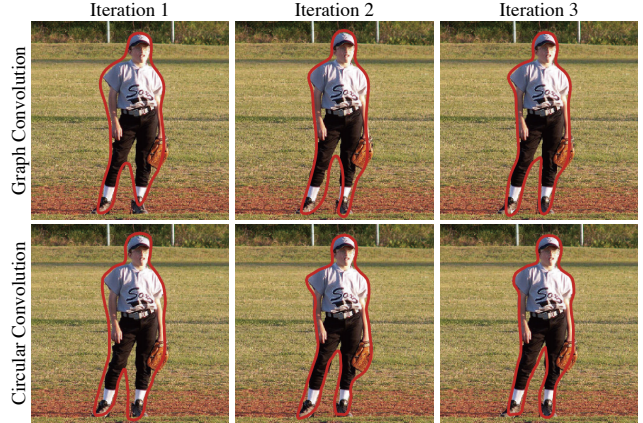 Iteration 1 Iteration 2 Iteration 3
Graph Convolution
Circular Convolution